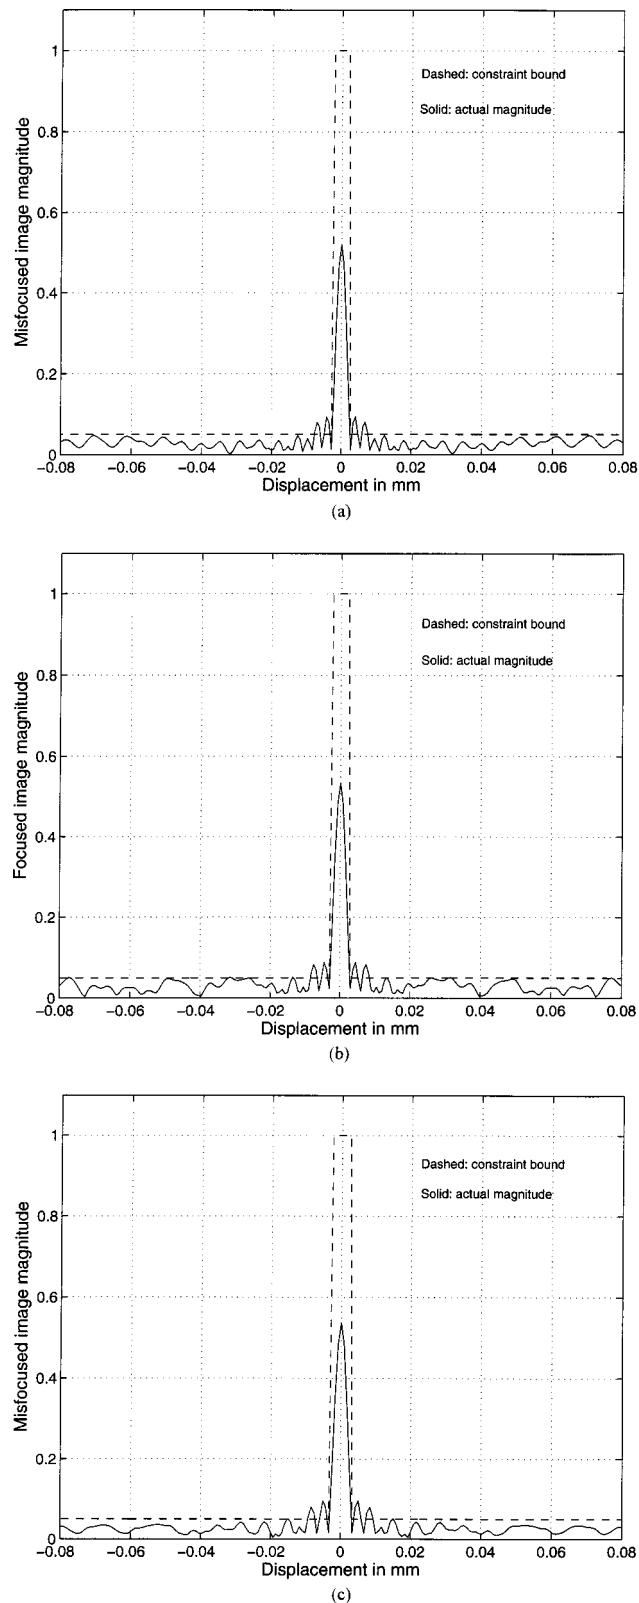 1
Dashed: constraint bound
0.8
Solid: actual magnitude
0.6
0.4
0.2
0
Misfocused image magnitude
−0.08 −0.06 −0.04 −0.02 0 0.02 0.04 0.06 0.08
Displacement in mm
(a)
1
Dashed: constraint bound
0.8
Solid: actual magnitude
0.6
0.4
0.2
0
Focused image magnitude
−0.08 −0.06 −0.04 −0.02 0 0.02 0.04 0.06 0.08
Displacement in mm
(b)
1
Dashed: constraint bound
0.8
Solid: actual magnitude
0.6
0.4
0.2
0
Misfocused image magnitude
−0.08 −0.06 −0.04 −0.02 0 0.02 0.04 0.06 0.08
Displacement in mm
(c)